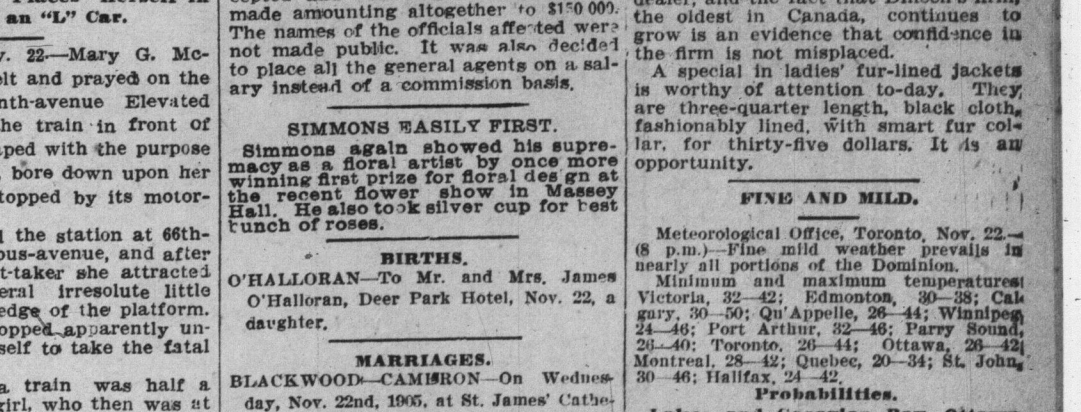 an "L" Car.
v. 22.—Mary G. Mc-
elt and prayed on the
nth-avenue Elevated
he train in front of
ped with the purpose
bore down upon her
topped by its motor-
l the station at 66th-
ous-avenue, and after
t-taker she attracted
eral irresolute little
edge of the platform.
opped apparently un-
self to take the fatal
a train was half a
girl, who then was at
made amounting altogether to $150 000.
The names of the officials affected were
not made public. It was also decided
to place all the general agents on a sal-
ary instead of a commission basis.
SIMMONS EASILY FIRST.
Simmons again showed his supre-
macy as a floral artist by once more
winning first prize for floral des gn at
the recent flower show in Massey
Hall. He also took silver cup for best
bunch of roses.
BIRTHS.
O'HALLORAN—To Mr. and Mrs. James
O'Halloran, Deer Park Hotel, Nov. 22, a
daughter.
MARRIAGES.
BLACKWOOD—CAMERON—On Wednes-
day, Nov. 22nd, 1905, at St. James' Cathe-
the oldest in Canada, continues to
grow is an evidence that confidence in
the firm is not misplaced.
A special in ladies' fur-lined jackets
is worthy of attention to-day. They
are three-quarter length, black cloth,
fashionably lined, with smart fur col-
lar, for thirty-five dollars. It is an
opportunity.
FINE AND MILD.
Meteorological Office, Toronto, Nov. 22.—
(8 p.m.)—Fine mild weather prevails in
nearly all portions of the Dominion.
Minimum and maximum temperatures:
Victoria, 32—42; Edmonton, 30—38; Cal-
gary, 30—50; Qu'Appelle, 26—44; Winnipeg,
24—46; Port Arthur, 32—46; Parry Sound,
26—40; Toronto, 26—44; Ottawa, 26—42;
Montreal, 28—42; Quebec, 20—34; St. John,
30—46; Halifax, 24—42.
Probabilities.